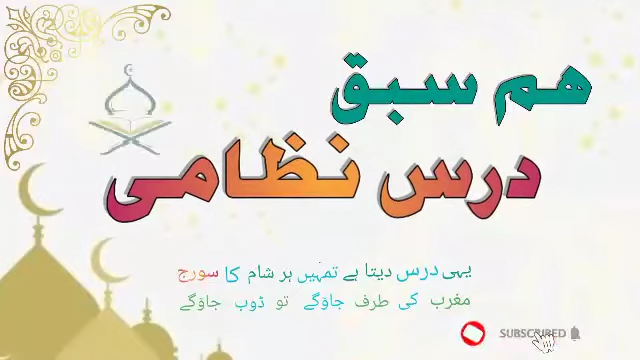 هم سبق
درس نظامی
یہی درس دیتا ہے تمہیں ہر شام کا سورج
مغرب کی طرف جاؤگے تو ڈوب جاؤگے
SUBSCRIBED